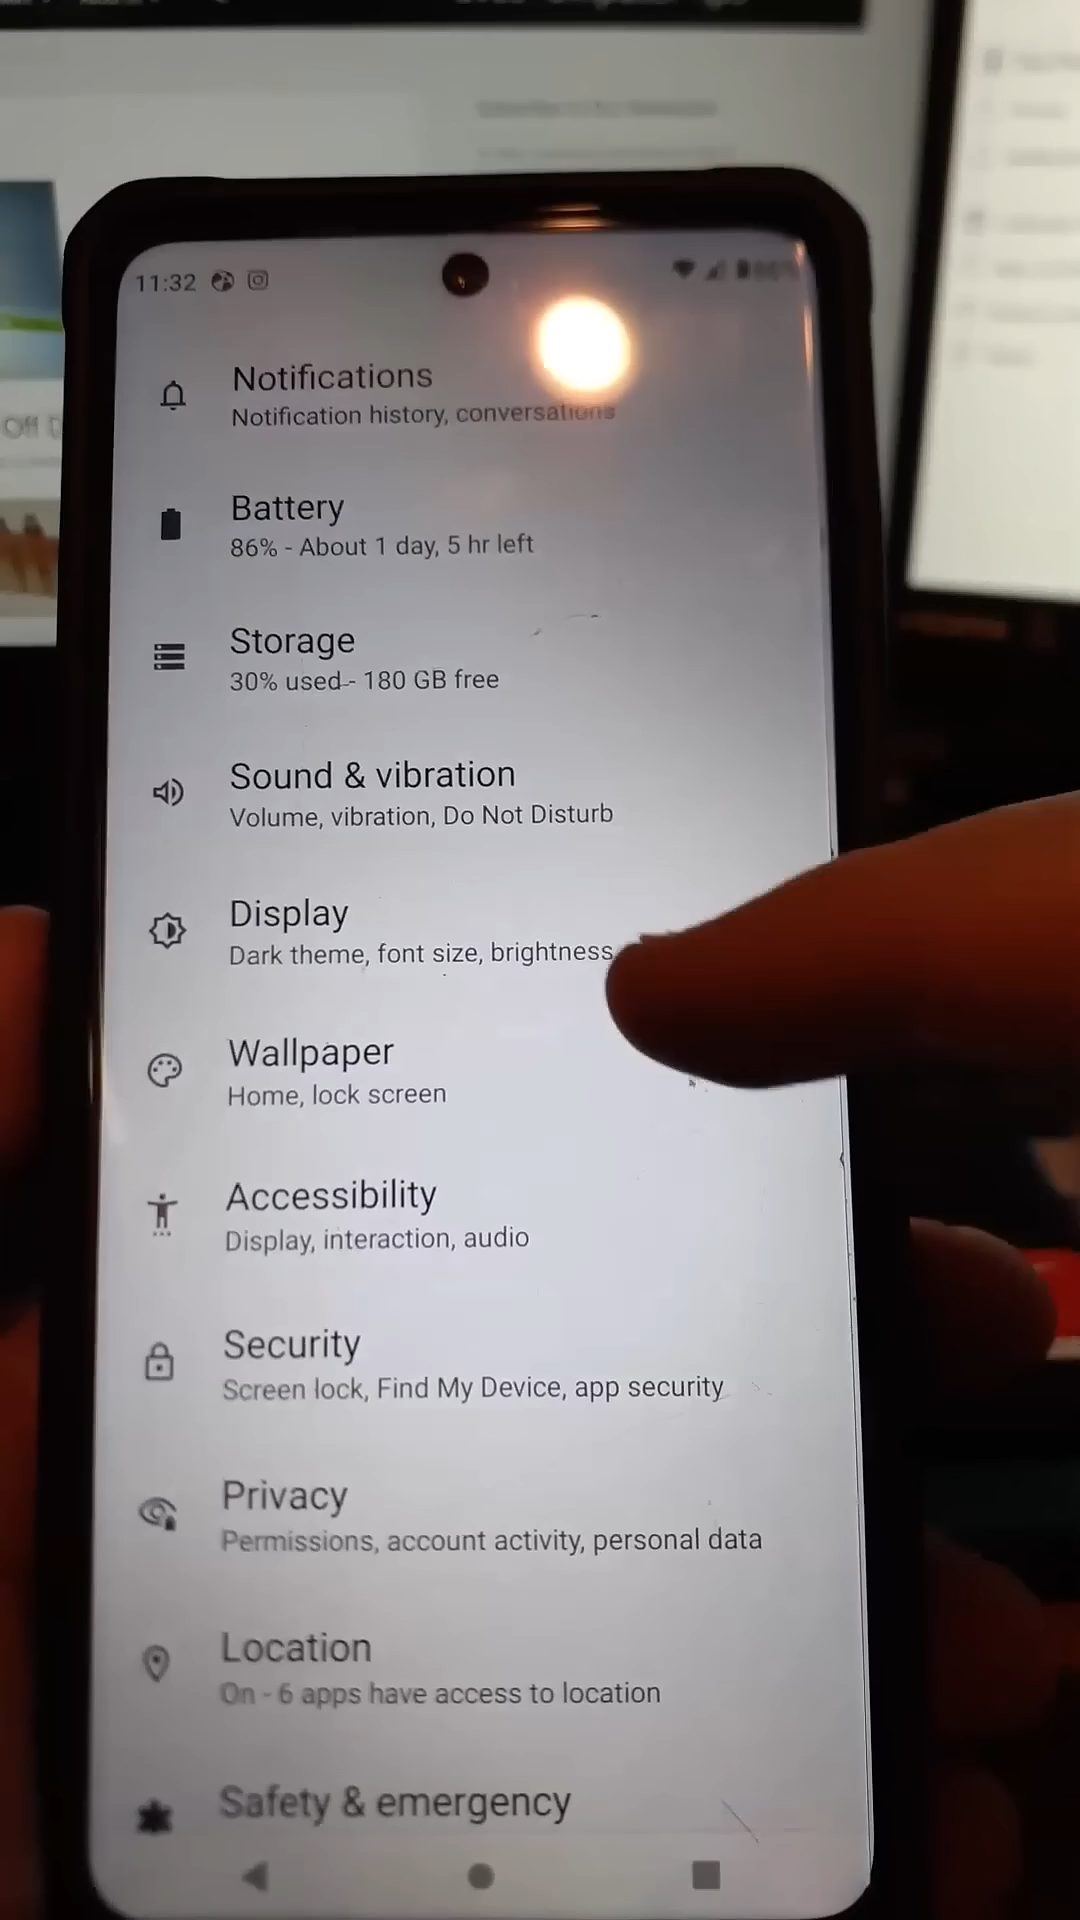 Off
11:32
Notifications
Notification history, conversations
Battery
86% - About 1 day, 5 hr left
Storage
30% used - 180 GB free
Sound & vibration
Volume, vibration, Do Not Disturb
Display
Dark theme, font size, brightness
Wallpaper
Home, lock screen
Accessibility
Display, interaction, audio
Security
Screen lock, Find My Device, app security
Privacy
Permissions, account activity, personal data
Location
On - 6 apps have access to location
Safety & emergency